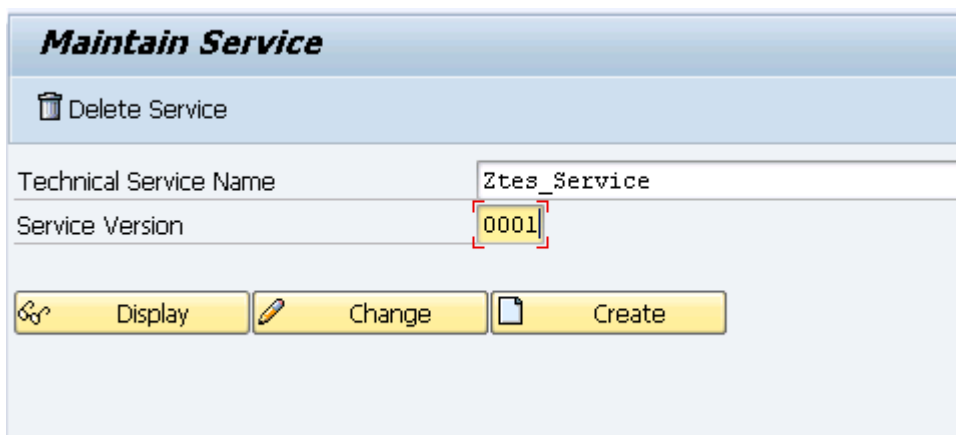 Maintain Service
Delete Service
Technical Service Name Ztes_Service
Service Version 0001
Display Change Create